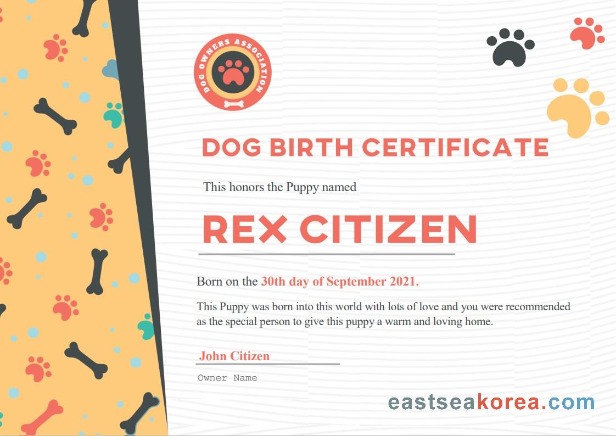 DOG OWNERS ASSOCIATION
DOG BIRTH CERTIFICATE
This honors the Puppy named
REX CITIZEN
Born on the 30th day of September 2021.
This Puppy was born into this world with lots of love and you were recommended
as the special person to give this puppy a warm and loving home.
John Citizen
Owner Name
eastseakorea.com